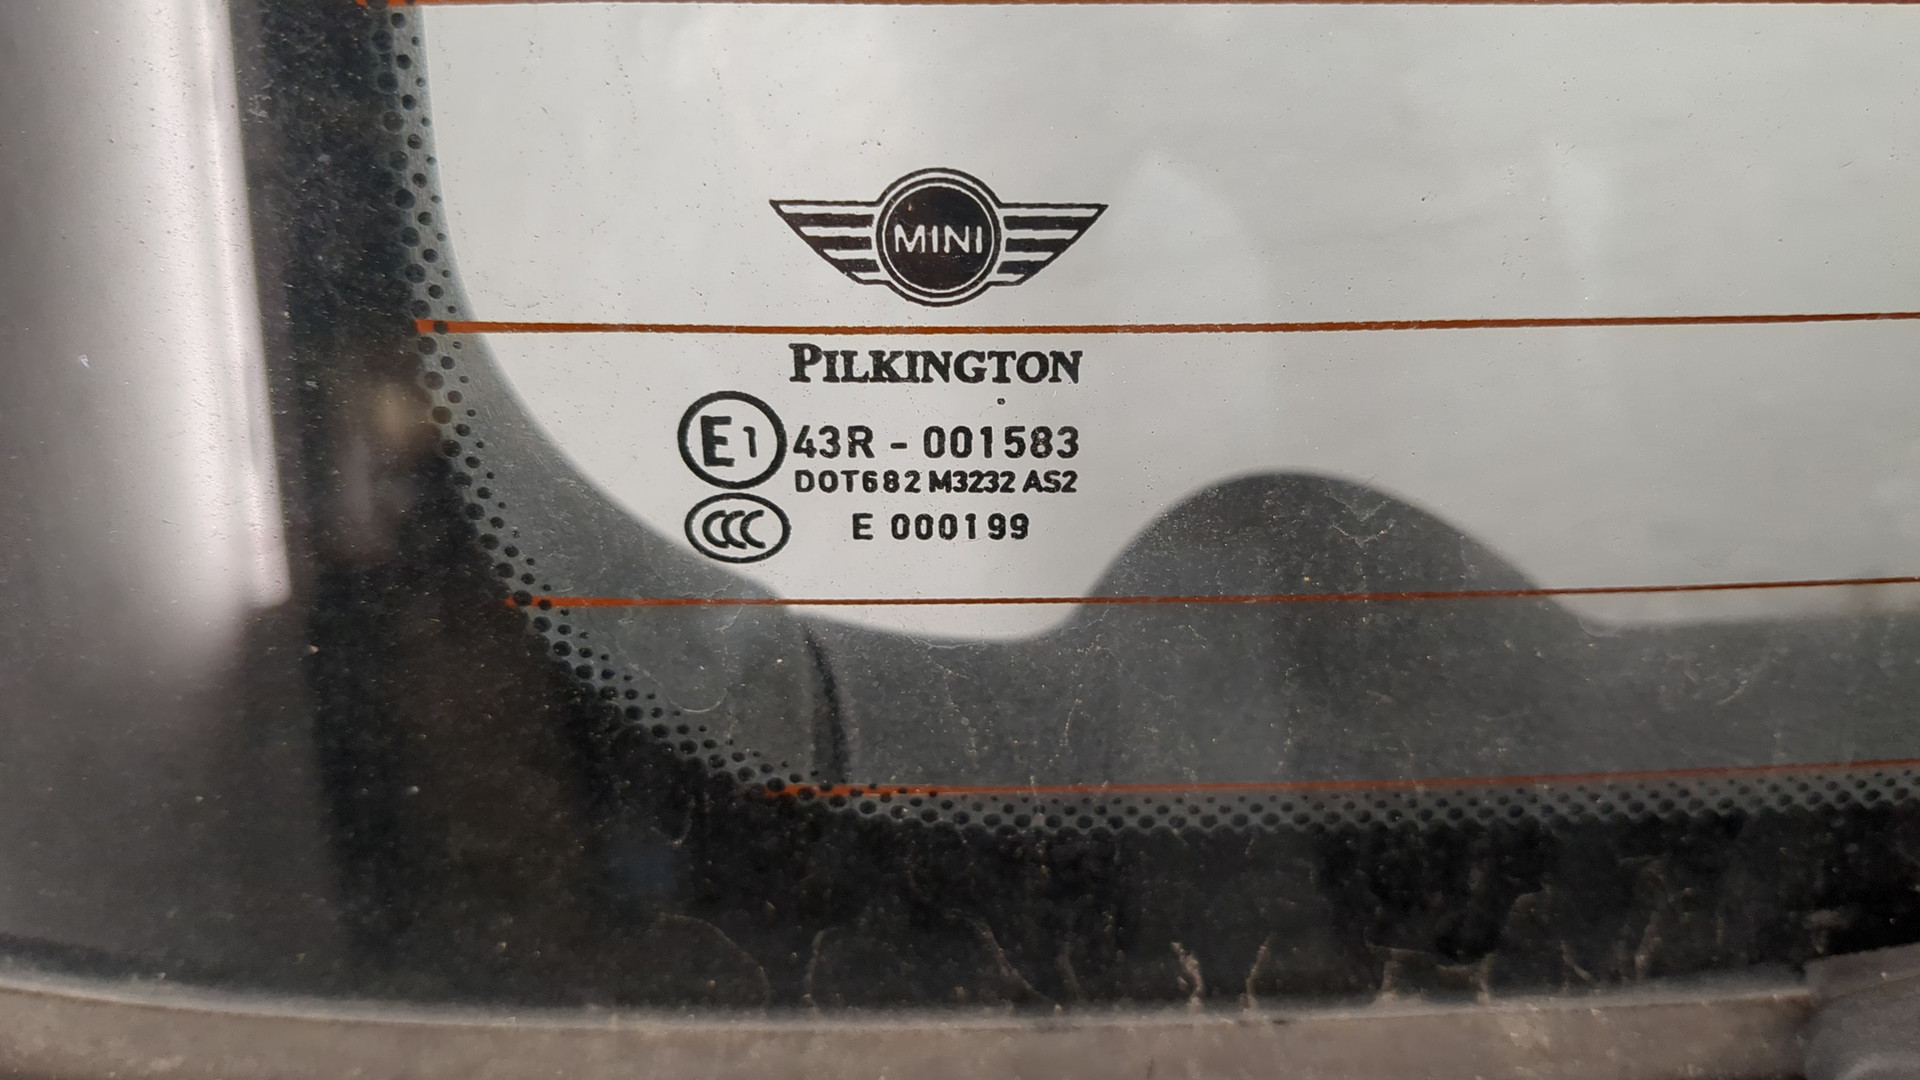 MINI
PILKINGTON
E1 43R - 001583
DOT682 M3232 AS2
CCC E 000199